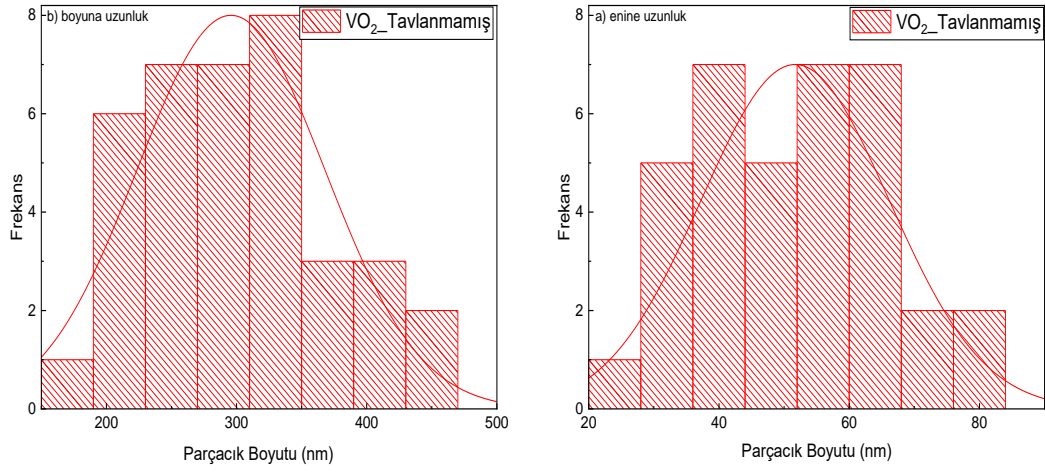 b) boyuna uzunluk
VO₂_Tavlanmamış
8
6
4
2
0
Frekans
200
300
400
500
Parçacık Boyutu (nm)
a) enine uzunluk
VO₂_Tavlanmamış
8
6
4
2
0
Frekans
20
40
60
80
Parçacık Boyutu (nm)